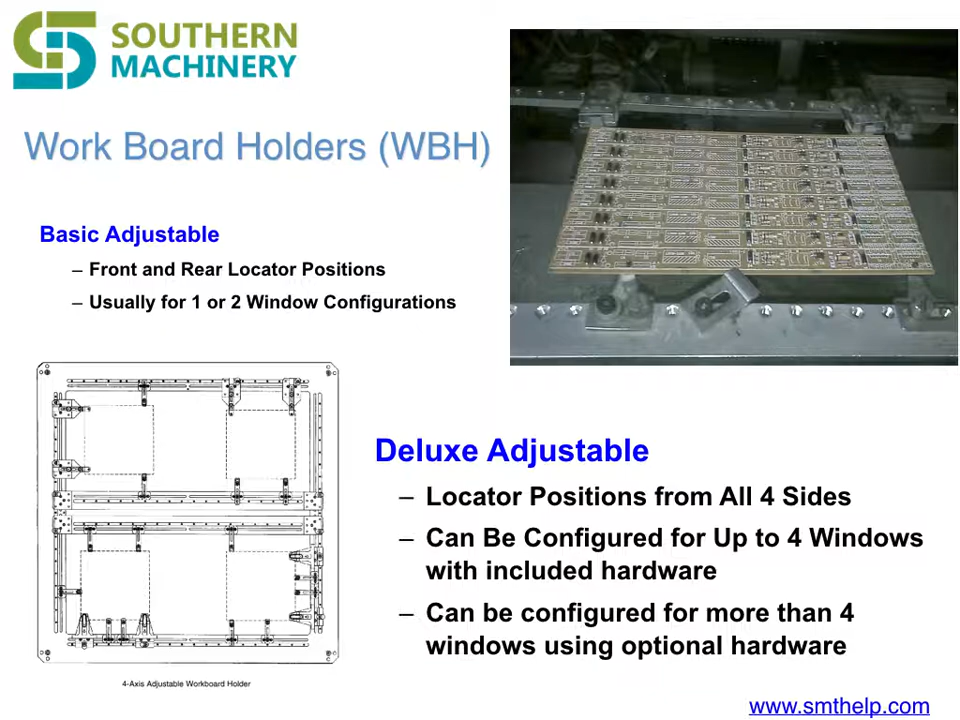 SOUTHERN
MACHINERY
Work Board Holders (WBH)
Basic Adjustable
– Front and Rear Locator Positions
– Usually for 1 or 2 Window Configurations
4-Axis Adjustable Workboard Holder
Deluxe Adjustable
– Locator Positions from All 4 Sides
– Can Be Configured for Up to 4 Windows
with included hardware
– Can be configured for more than 4
windows using optional hardware
www.smthelp.com